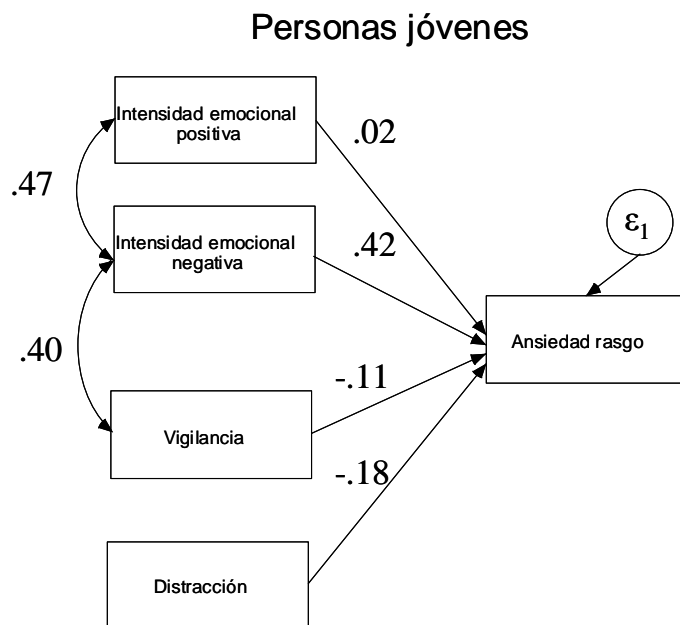 Personas jóvenes
Intensidad emocional
positiva
.02
.47
Intensidad emocional
negativa
.42
ε1
Ansiedad rasgo
.40
-.11
Vigilancia
-.18
Distracción